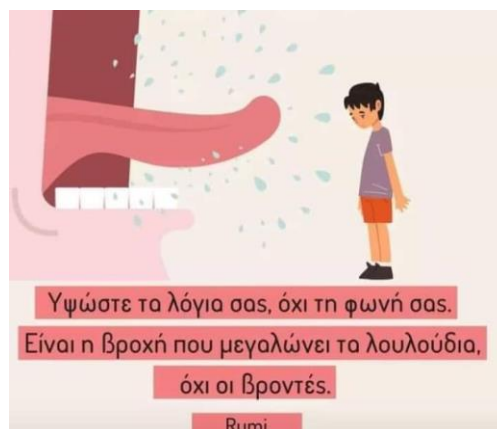 Υψώστε τα λόγια σας, όχι τη φωνή σας.
Είναι η βροχή που μεγαλώνει τα λουλούδια,
όχι οι βροντές.
Rumi